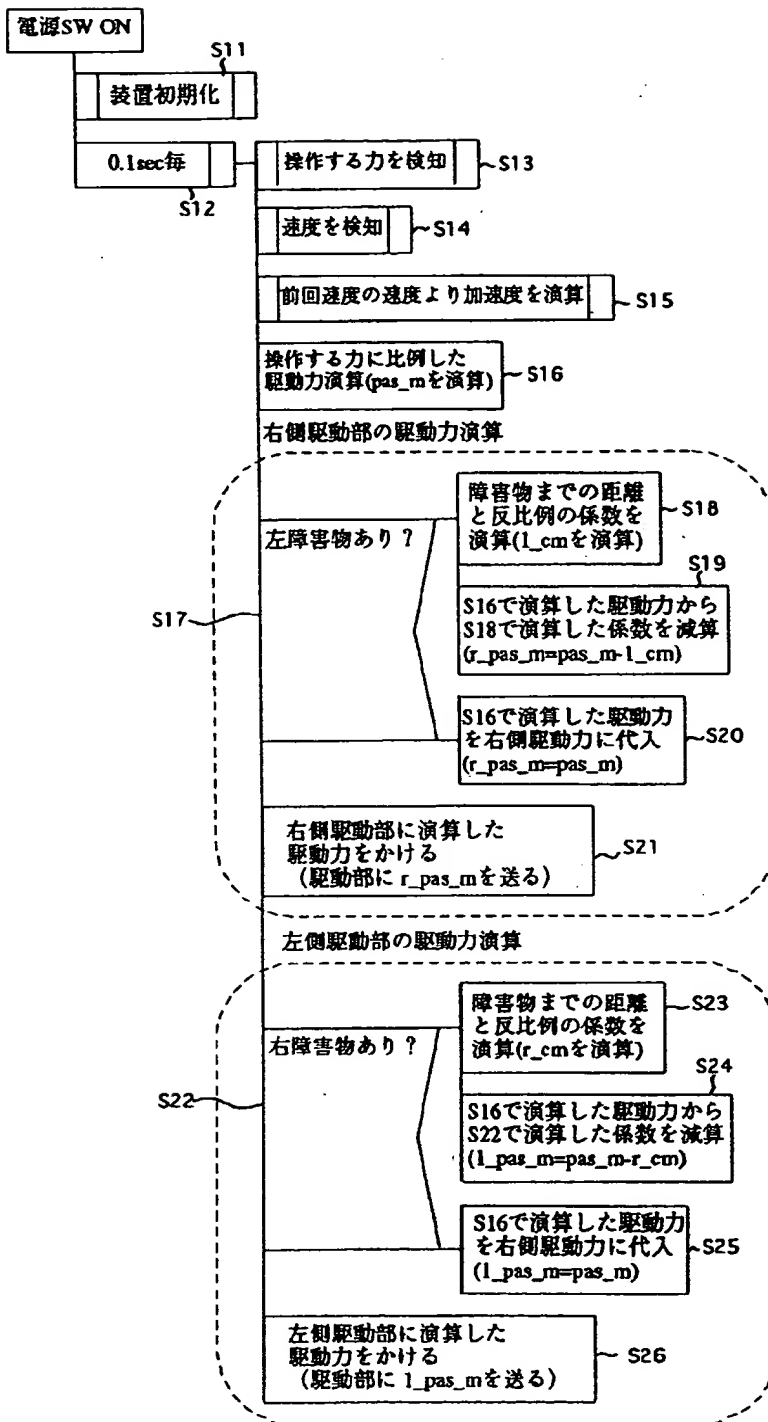 電源SW ON
S11
装置初期化
0.1sec毎
S12
操作する力を検知
S13
速度を検知
S14
前回速度の速度より加速度を演算
S15
操作する力に比例した
駆動力演算(pas_mを演算)
S16
右側駆動部の駆動力演算
S17
左障害物あり？
障害物までの距離
と反比例の係数を
演算(l_cmを演算)
S18
S19
S16で演算した駆動力から
S18で演算した係数を減算
(r_pas_m=pas_m-l_cm)
S16で演算した駆動力
を右側駆動力に代入
(r_pas_m=pas_m)
S20
右側駆動部に演算した
駆動力をかける
（駆動部に r_pas_mを送る）
S21
左側駆動部の駆動力演算
S22
右障害物あり？
障害物までの距離
と反比例の係数を
演算(r_cmを演算)
S23
S24
S16で演算した駆動力から
S22で演算した係数を減算
(l_pas_m=pas_m-r_cm)
S16で演算した駆動力
を右側駆動力に代入
(l_pas_m=pas_m)
S25
左側駆動部に演算した
駆動力をかける
（駆動部に l_pas_mを送る）
S26